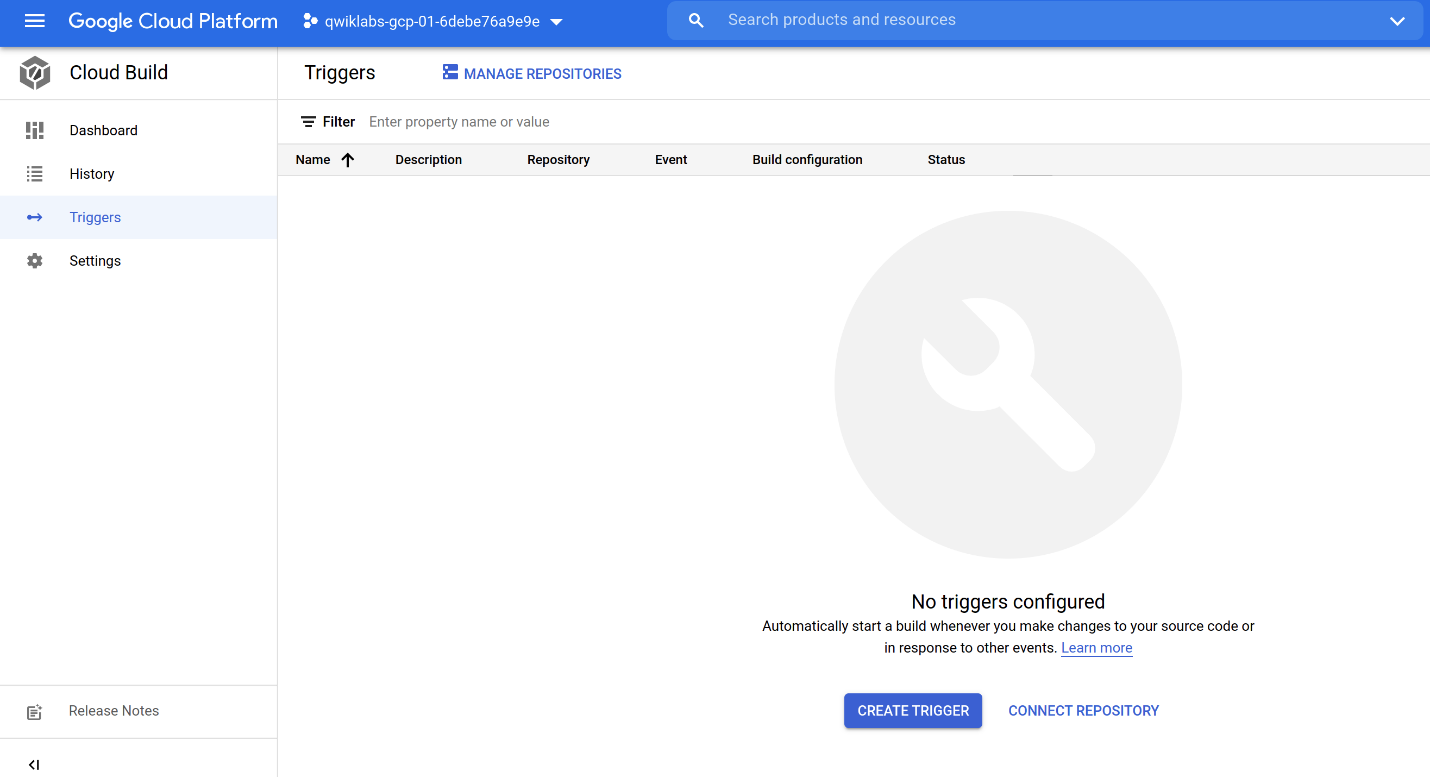 Google Cloud Platform qwiklabs-gcp-01-6debe76a9e9e Search products and resources
Cloud Build
Dashboard
History
Triggers
Settings
Release Notes
Triggers MANAGE REPOSITORIES
Filter Enter property name or value
Name Description Repository Event Build configuration Status
No triggers configured
Automatically start a build whenever you make changes to your source code or
in response to other events. Learn more
CREATE TRIGGER CONNECT REPOSITORY